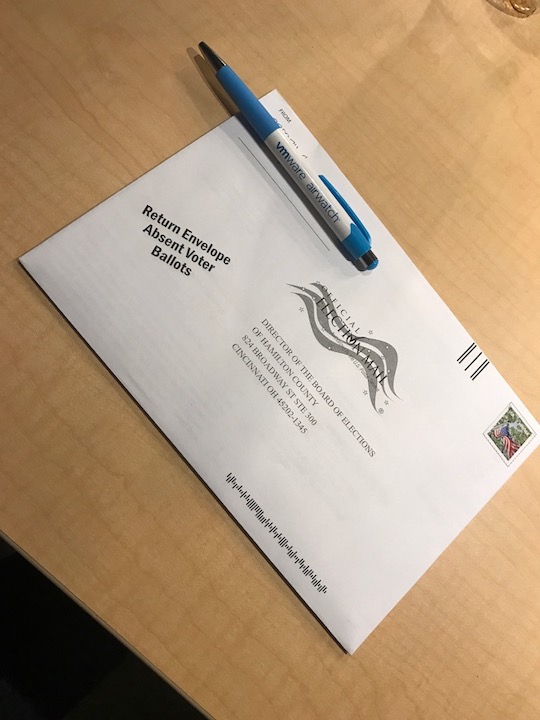 FROM:
vmware airwatch
Return Envelope
Absent Voter
Ballots
OFFICIAL
ELECTION MAIL
®
DIRECTOR OF THE BOARD OF ELECTIONS
OF HAMILTON COUNTY
824 BROADWAY ST STE 300
CINCINNATI OH 45202-1345